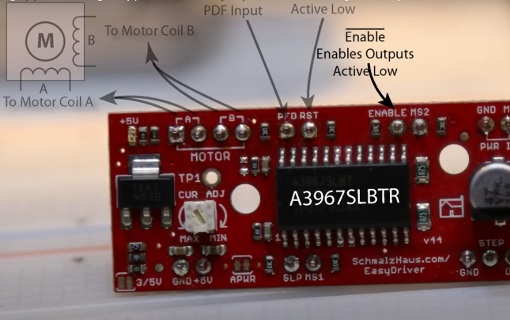 PDF Input
Active Low
Enable
Enables Outputs
Active Low
M
B
A
To Motor Coil B
To Motor Coil A
+5V
A
B
MOTOR
PFD RST
ENABLE MS2
GND M
PWR I
TP1
CUR ADJ
MAX MIN
A3967SLBT
A3967SLBTR
v44
STEP
GND
SchmalzHaus.com/
EasyDriver
3/5V
GND +5V
APWR
SLP MS1